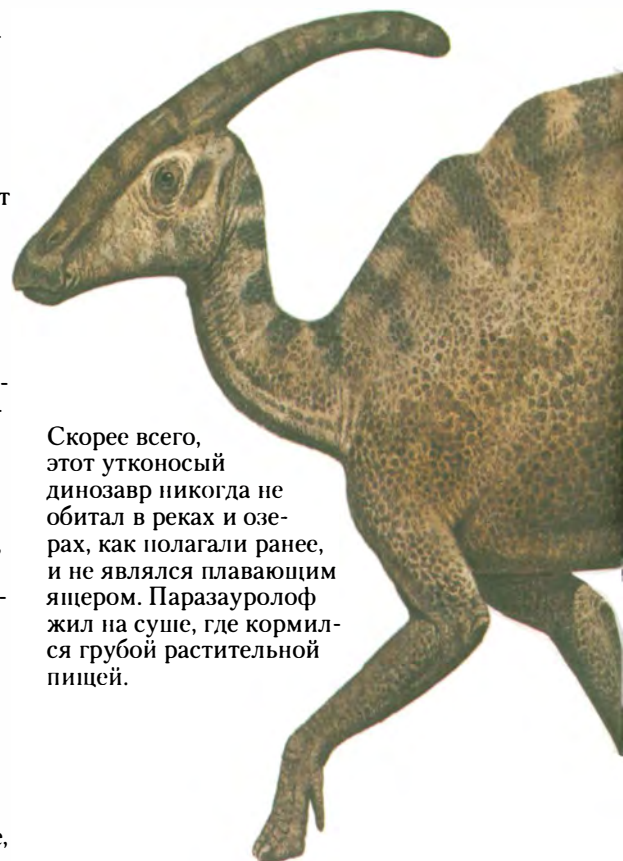 т
-
-
Скорее всего,
этот утконосый
динозавр никогда не
обитал в реках и озе-
рах, как полагали ранее,
и не являлся плавающим
ящером. Паразауролоф
жил на суше, где кормил-
ся грубой растительной
пищей.